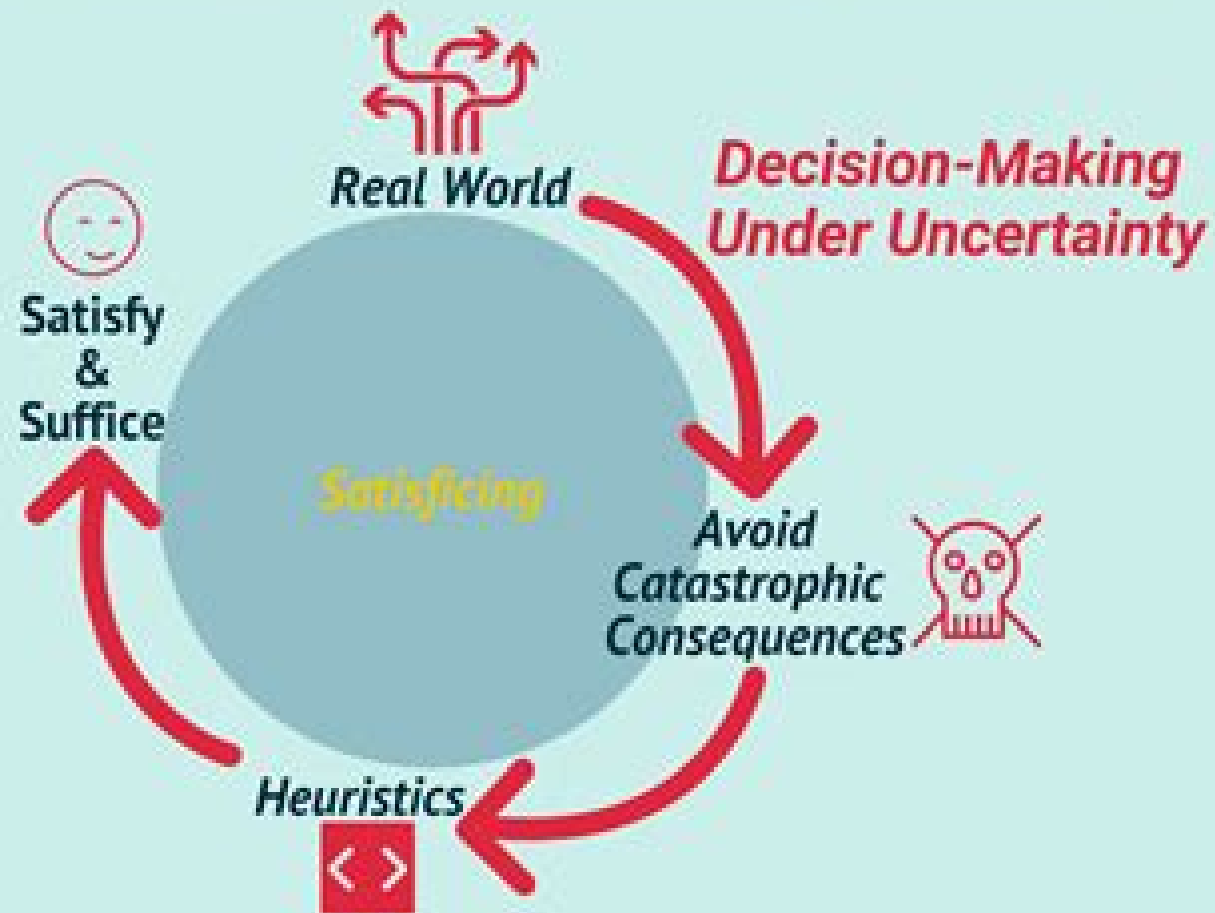 Real World
Decision-Making
Under Uncertainty
Satisfy
&
Suffice
Satisficing
Avoid
Catastrophic
Consequences
Heuristics